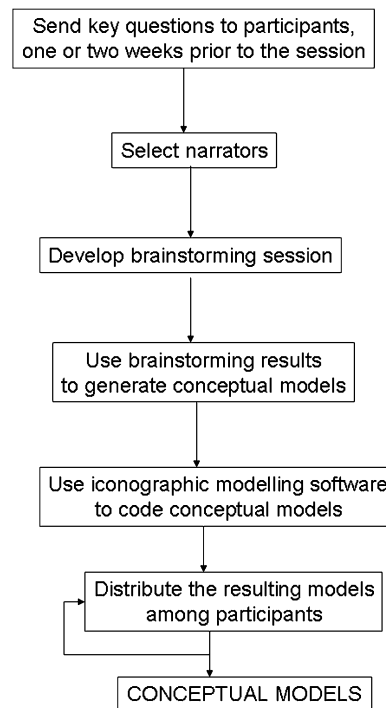 Send key questions to participants,
one or two weeks prior to the session
Select narrators
Develop brainstorming session
Use brainstorming results
to generate conceptual models
Use iconographic modelling software
to code conceptual models
Distribute the resulting models
among participants
CONCEPTUAL MODELS